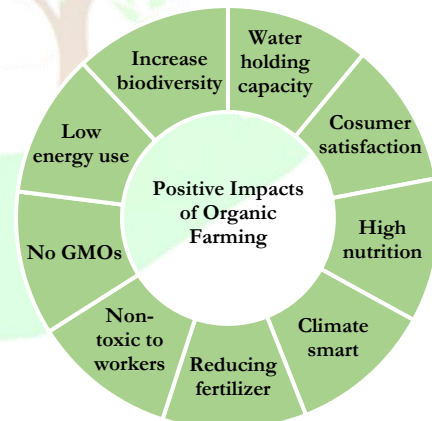 Positive Impacts
of Organic
Farming
Water
holding
capacity
Cosumer
satisfaction
High
nutrition
Climate
smart
Reducing
fertilizer
Non-
toxic to
workers
No GMOs
Low
energy use
Increase
biodiversity